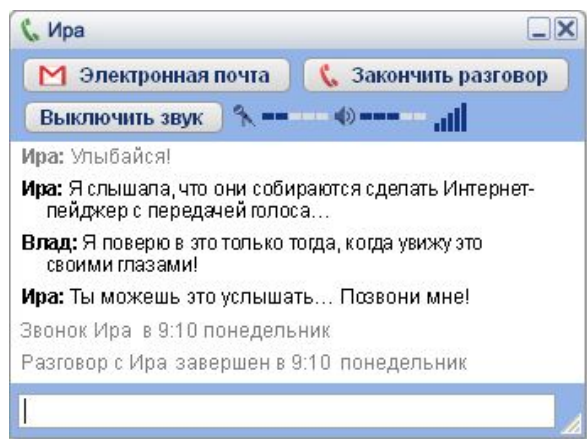 Ира
Электронная почта
Закончить разговор
Выключить звук
Ира: Улыбайся!
Ира: Я слышала, что они собираются сделать Интернет-
пейджер с передачей голоса...
Влад: Я поверю в это только тогда, когда увижу это
своими глазами!
Ира: Ты можешь это услышать... Позвони мне!
Звонок Ира в 9:10 понедельник
Разговор с Ира завершен в 9:10 понедельник